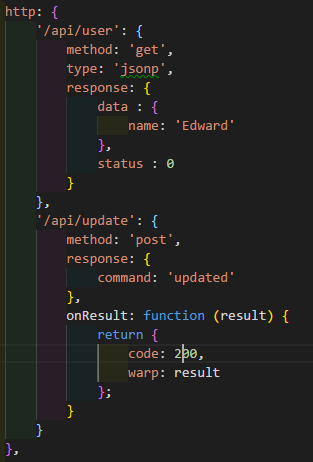 http: {
    '/api/user': {
        method: 'get',
        type: 'jsonp',
        response: {
            data : {
                name: 'Edward'
            },
            status : 0
        }
    },
    '/api/update': {
        method: 'post',
        response: {
            command: 'updated'
        },
        onResult: function (result) {
            return {
                code: 200,
                warp: result
            };
        }
    }
},